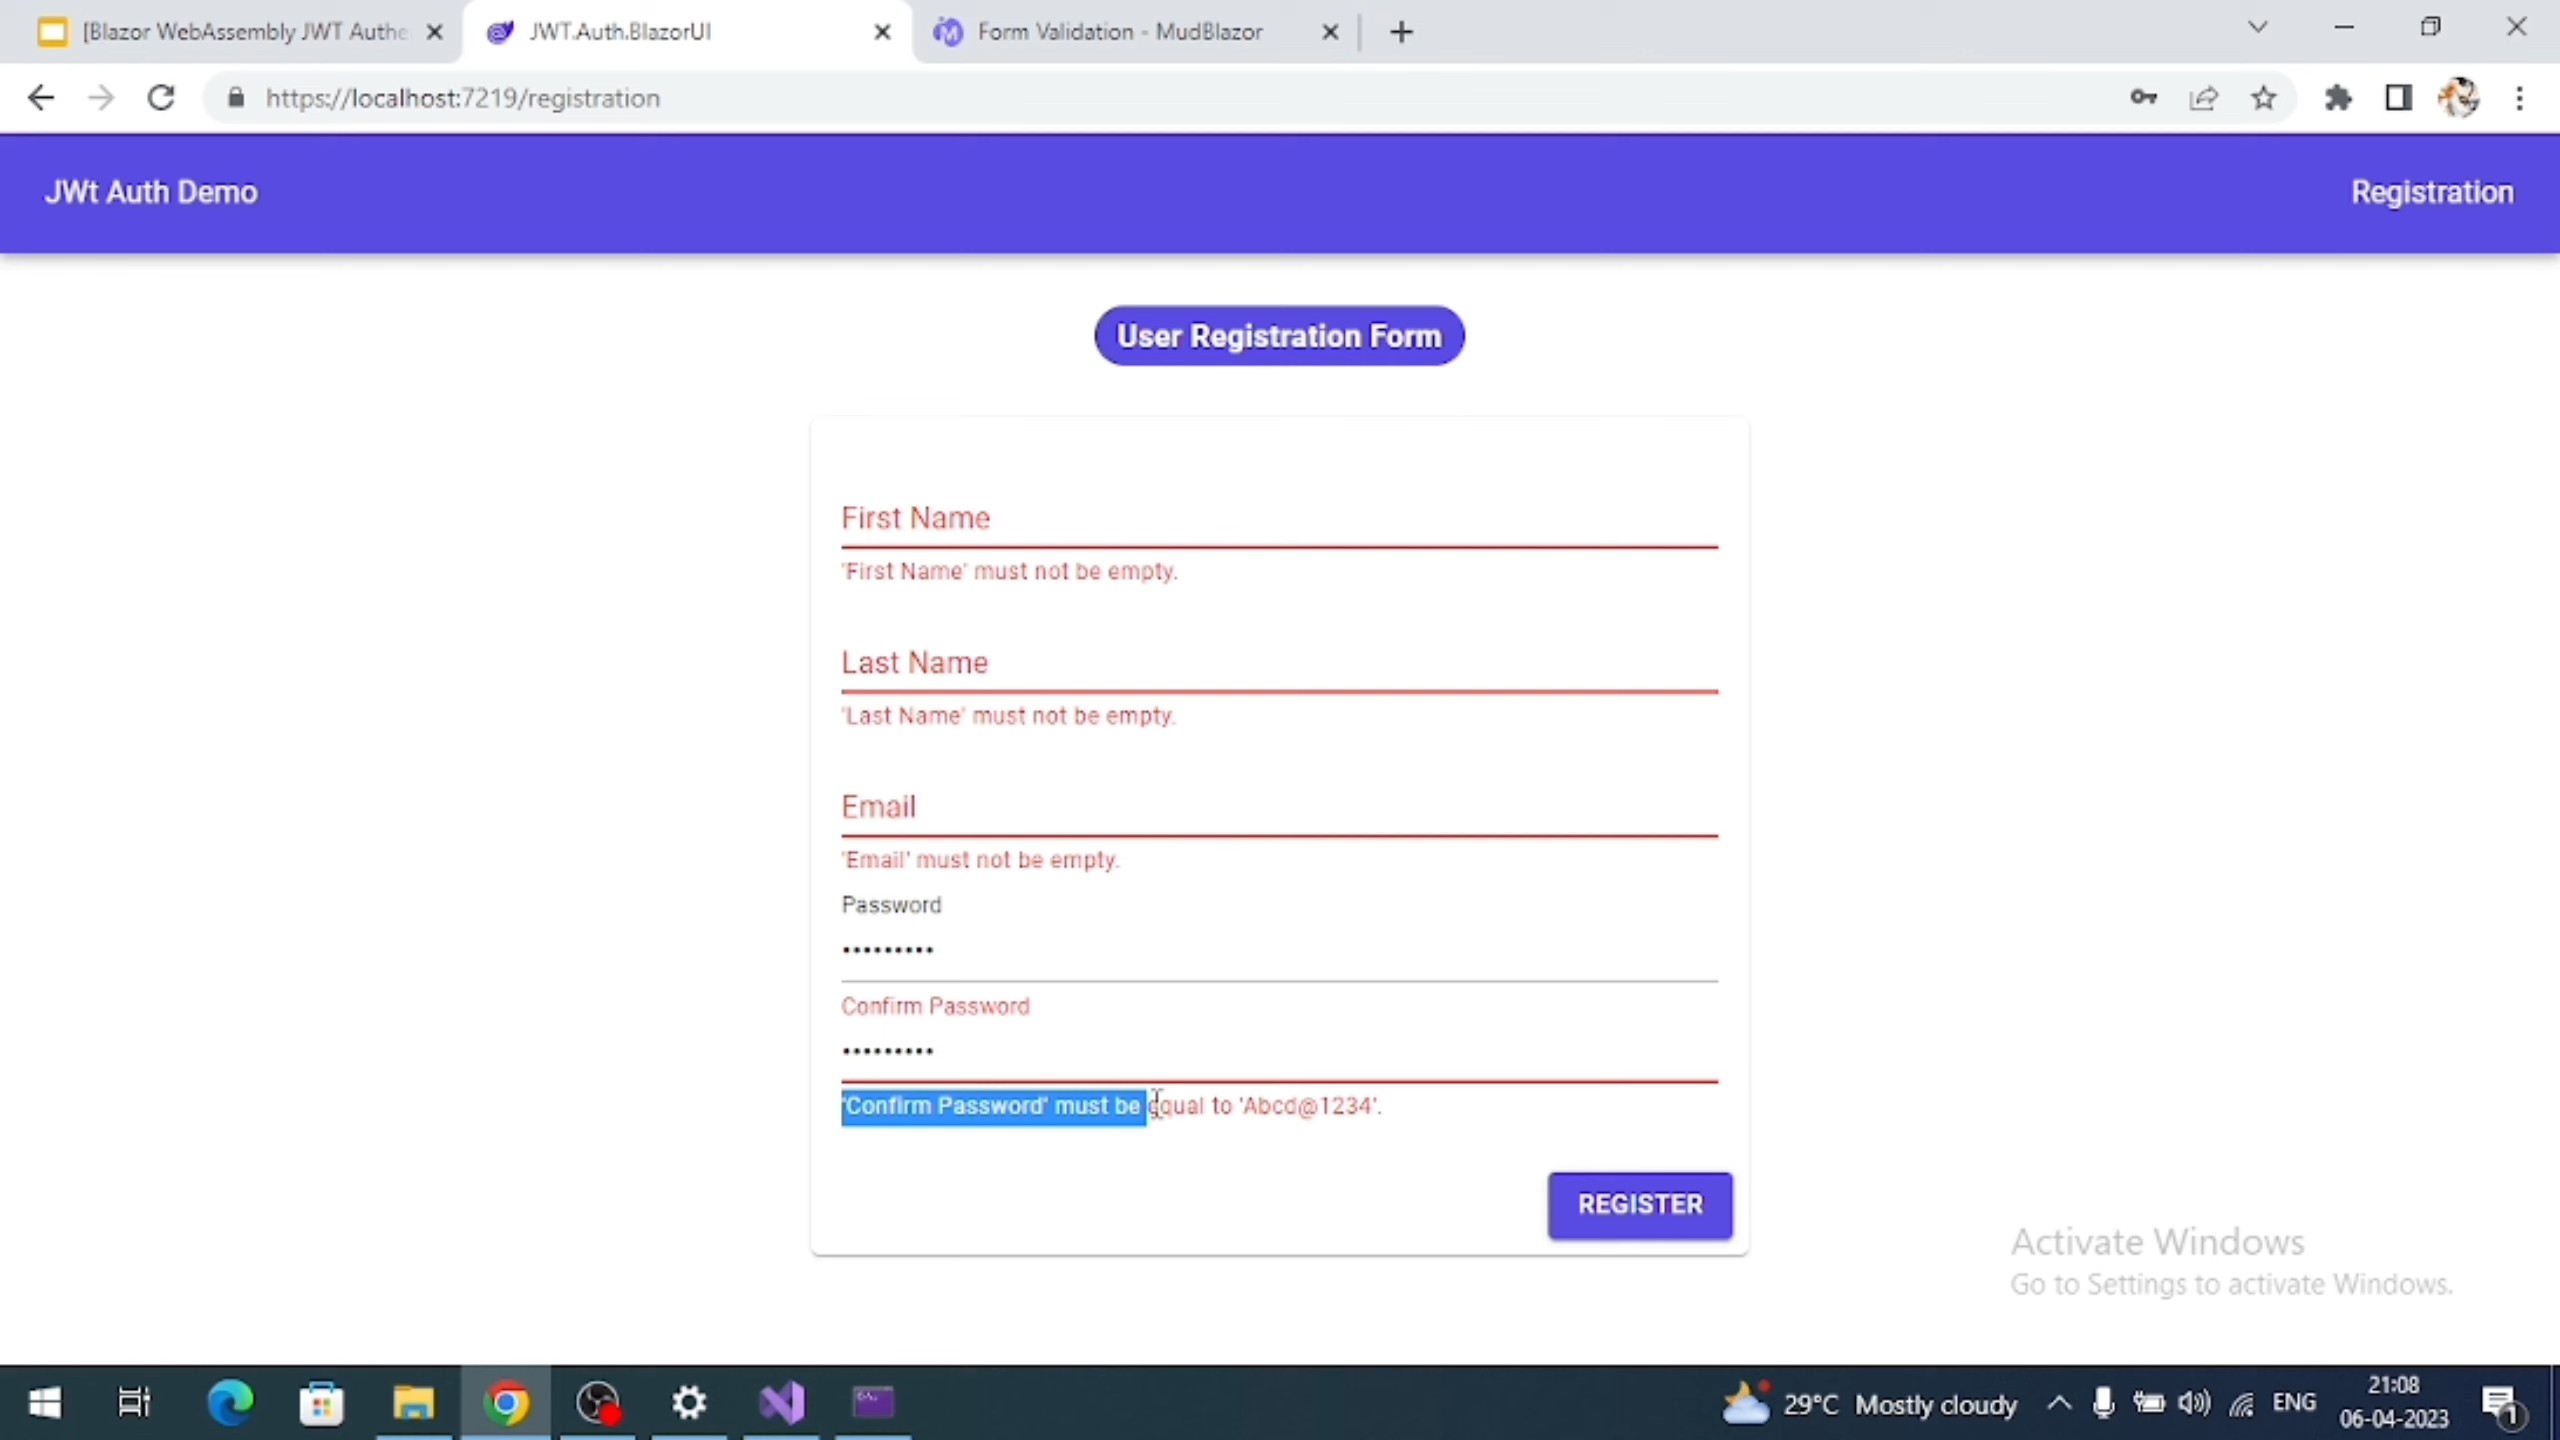 [Blazor WebAssembly JWT Authe
JWT.Auth.BlazorUI
Form Validation - MudBlazor
https://localhost:7219/registration
JWt Auth Demo
Registration
User Registration Form
First Name
'First Name' must not be empty.
Last Name
'Last Name' must not be empty.
Email
'Email' must not be empty.
Password
•••••••••
Confirm Password
•••••••••
'Confirm Password' must be equal to 'Abcd@1234'.
REGISTER
Activate Windows
Go to Settings to activate Windows.
29°C Mostly cloudy
ENG
21:08
06-04-2023
1